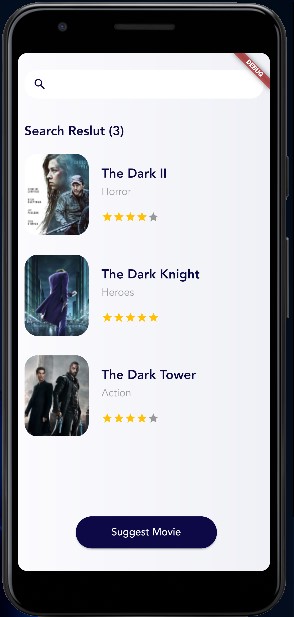 DEBUG
Search Reslut (3)
The Dark II
Horror
The Dark Knight
Heroes
The Dark Tower
Action
Suggest Movie